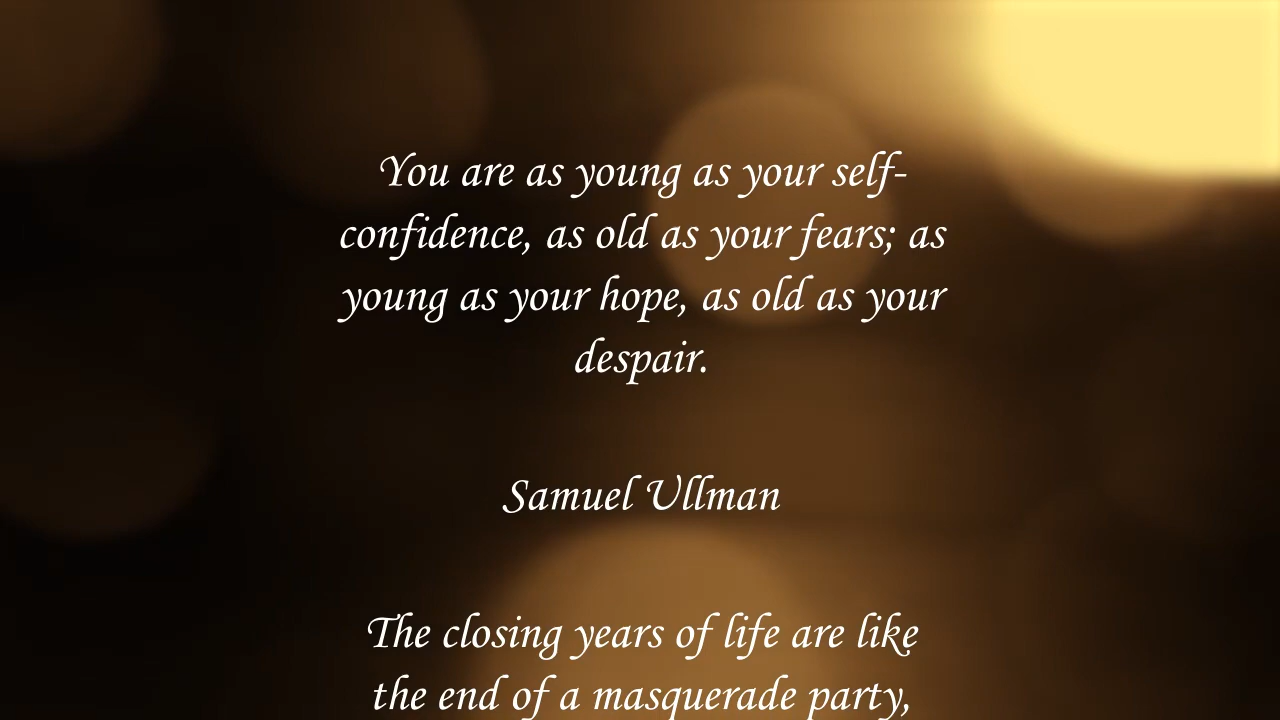 You are as young as your self-
confidence, as old as your fears; as
young as your hope, as old as your
despair.
Samuel Ullman
The closing years of life are like
the end of a masquerade party,